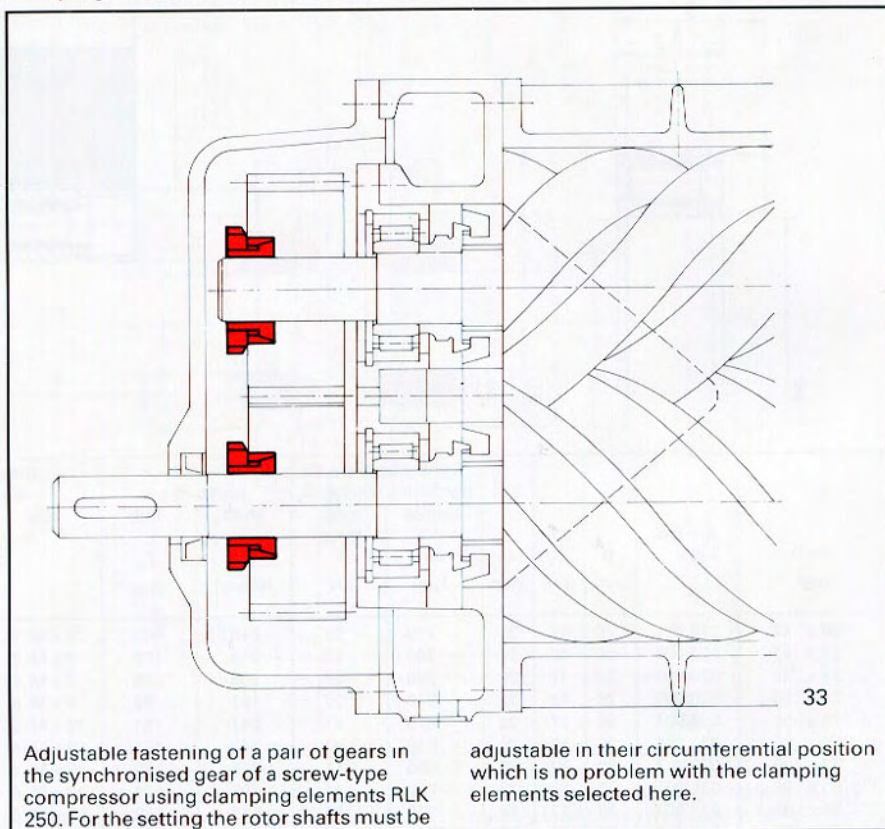 33
Adjustable fastening of a pair of gears in
the synchronised gear of a screw-type
compressor using clamping elements RLK
250. For the setting the rotor shafts must be
adjustable in their circumferential position
which is no problem with the clamping
elements selected here.